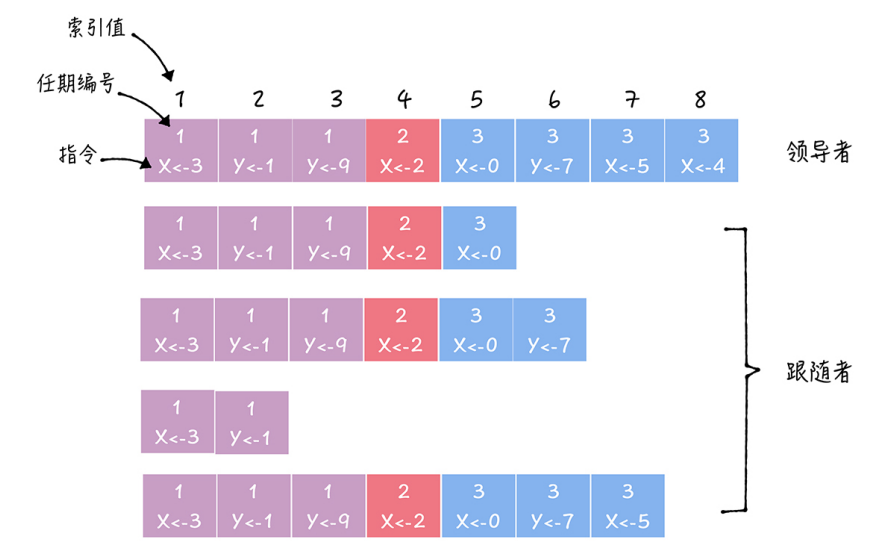 索引值
任期编号
指令
1 2 3 4 5 6 7 8
1 1 1 2 3 3 3 3
X<-3 Y<-1 Y<-9 X<-2 X<-0 Y<-7 X<-5 X<-4
领导者
1 1 1 2 3
X<-3 Y<-1 Y<-9 X<-2 X<-0
1 1 1 2 3 3
X<-3 Y<-1 Y<-9 X<-2 X<-0 Y<-7
跟随者
1 1
X<-3 Y<-1
1 1 1 2 3 3 3
X<-3 Y<-1 Y<-9 X<-2 X<-0 Y<-7 X<-5